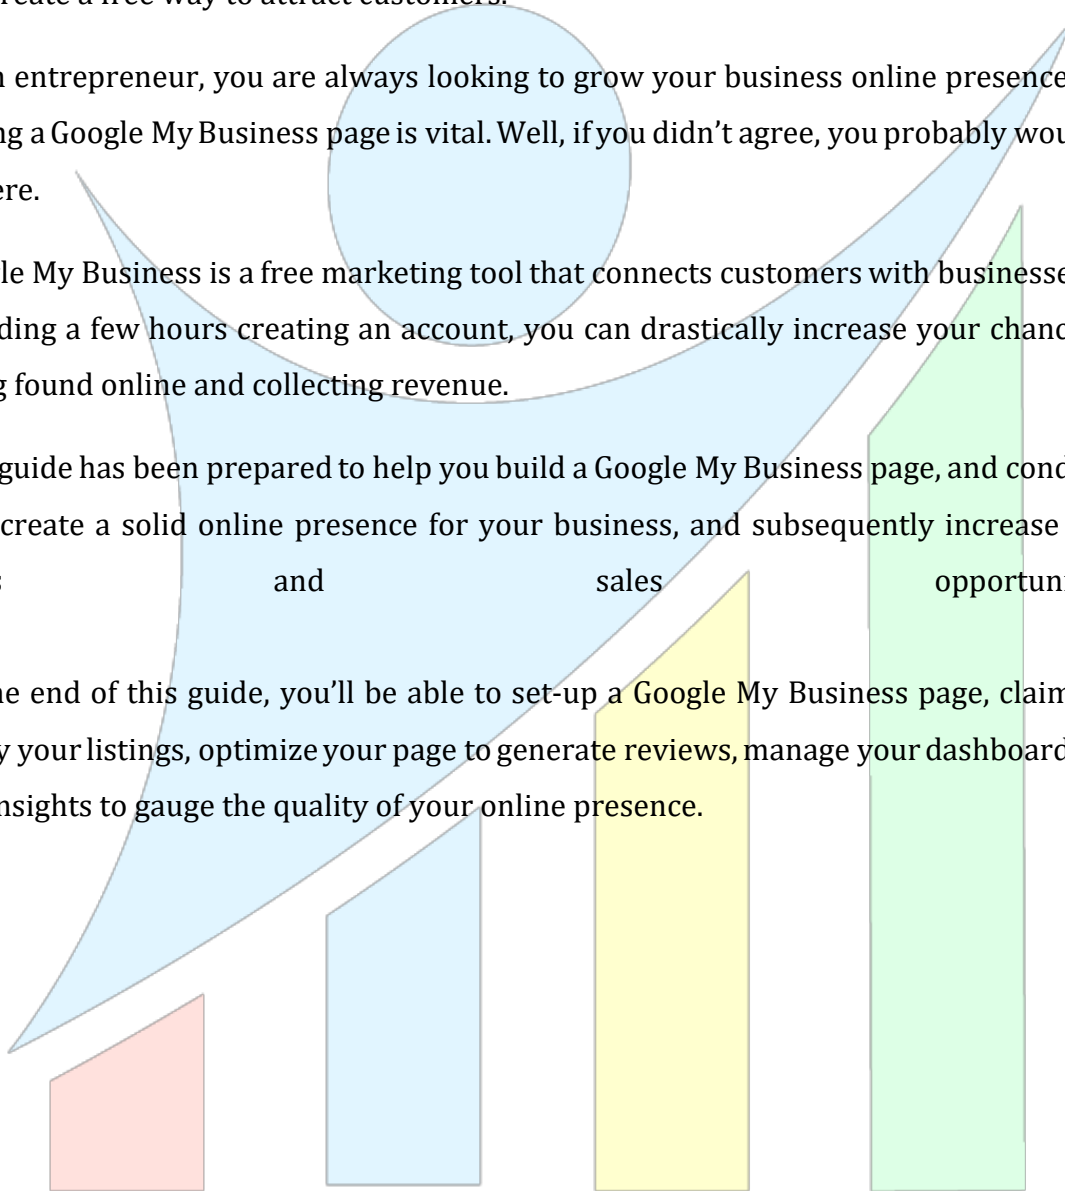 create a free way to attract customers.
n entrepreneur, you are always looking to grow your business online presence
ng a Google My Business page is vital. Well, if you didn’t agree, you probably wou
ere.
le My Business is a free marketing tool that connects customers with businesse
ding a few hours creating an account, you can drastically increase your chanc
g found online and collecting revenue.
guide has been prepared to help you build a Google My Business page, and cond
create a solid online presence for your business, and subsequently increase
s and sales opportuni
he end of this guide, you’ll be able to set-up a Google My Business page, claim
y your listings, optimize your page to generate reviews, manage your dashboard
nsights to gauge the quality of your online presence.